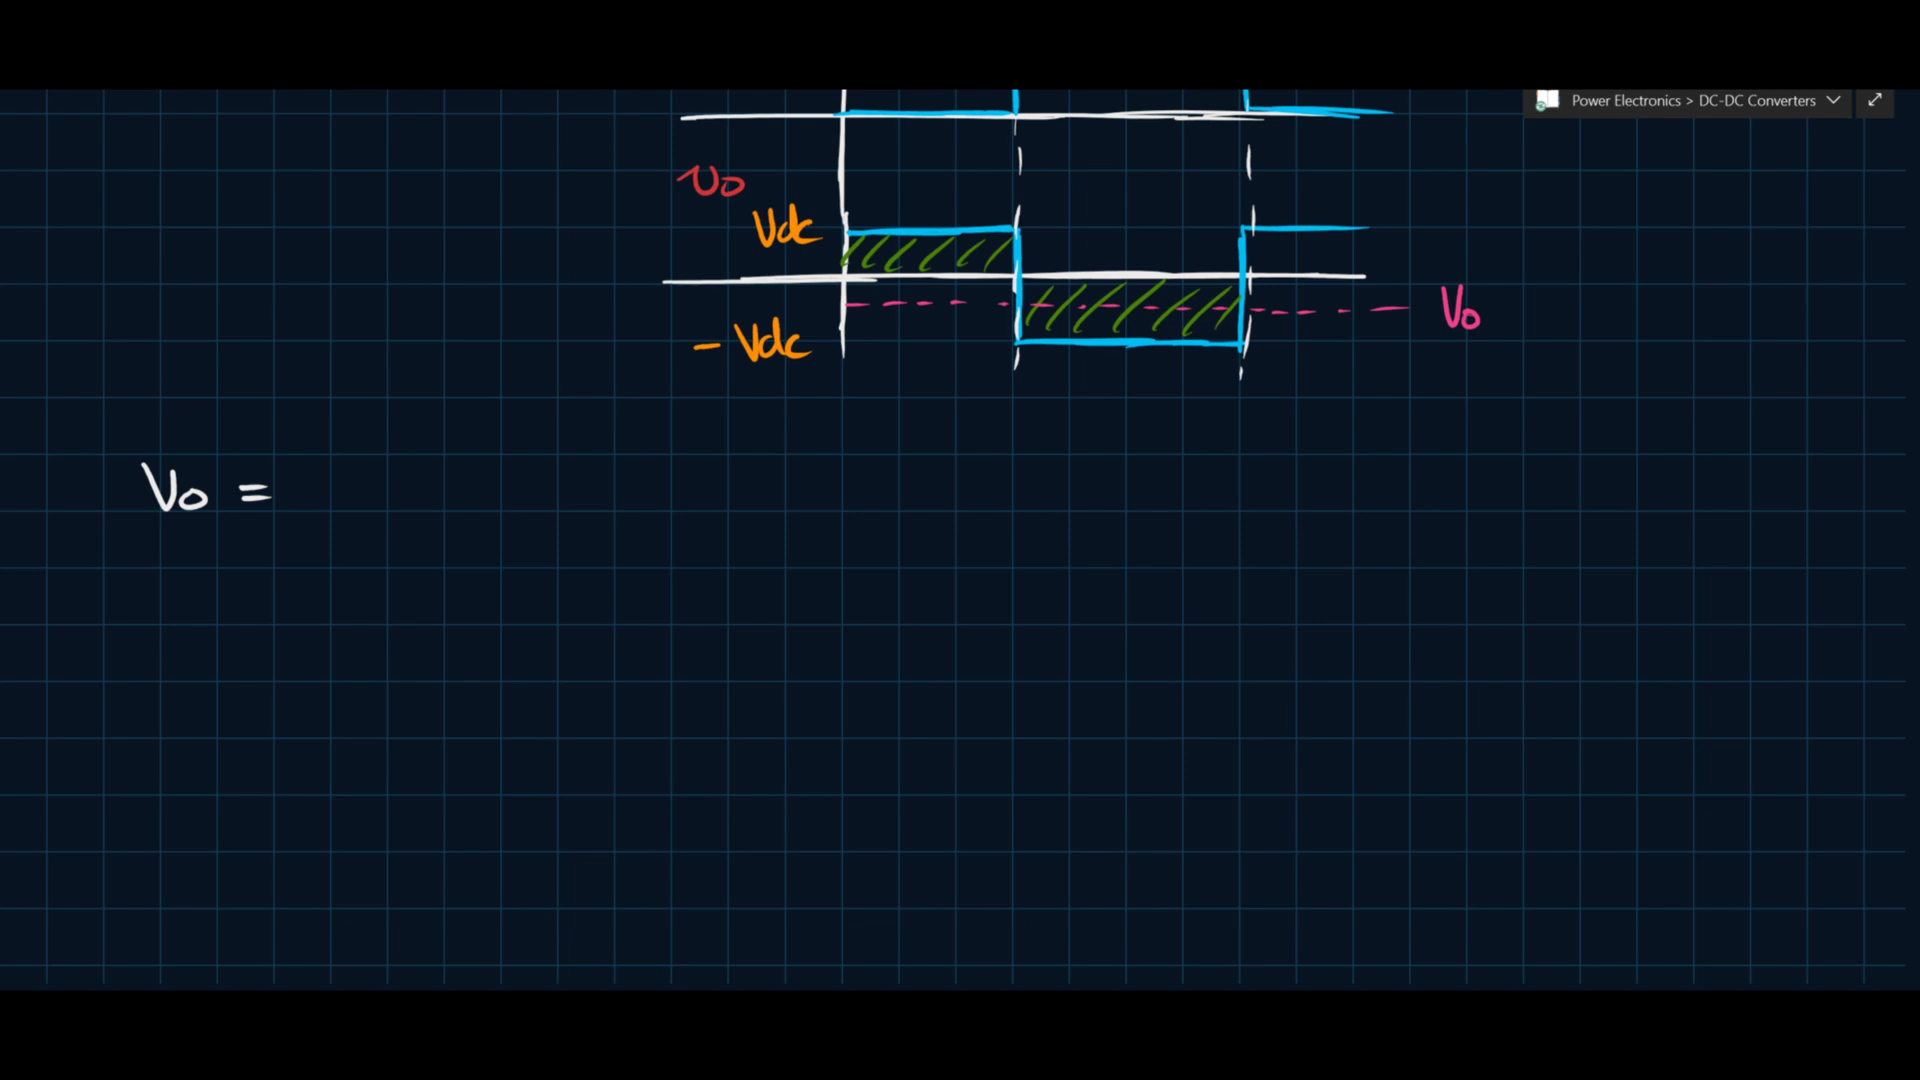 Power Electronics > DC-DC Converters
vo
Vdc
Vo
- Vdc
Vo =